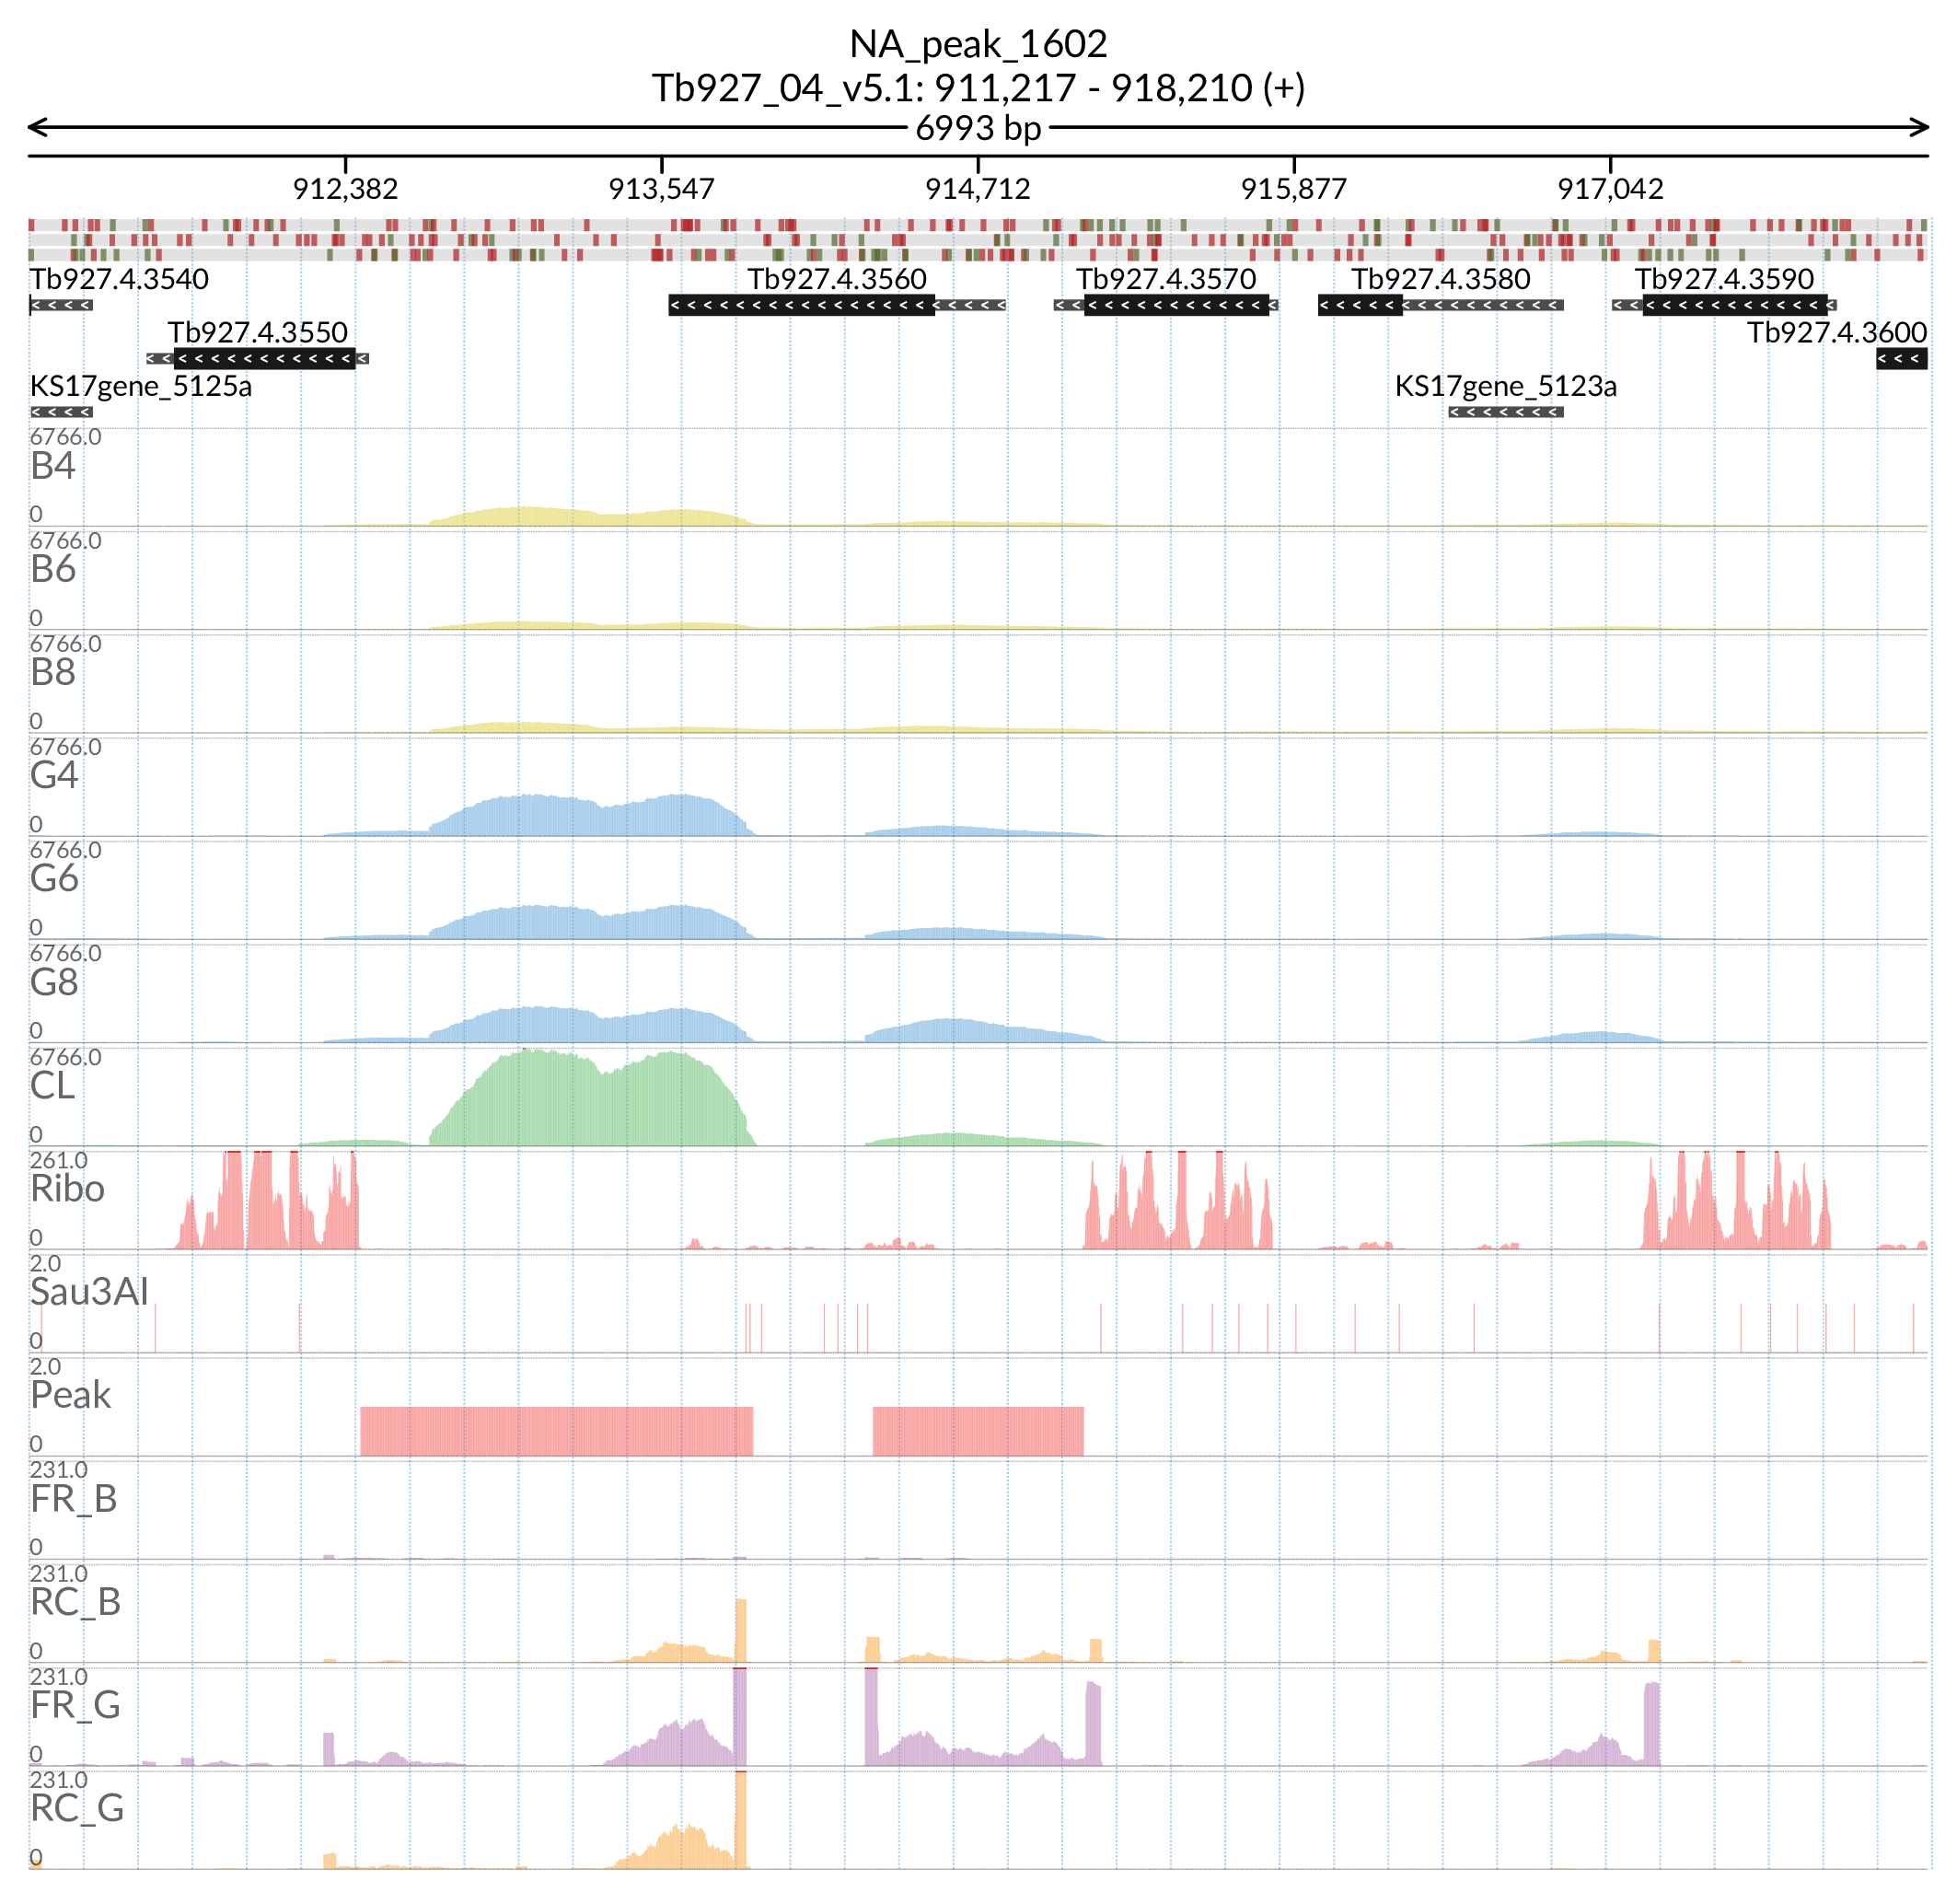 NA_peak_1602
Tb927_04_v5.1: 911,217 - 918,210 (+)
6993 bp
912,382 913,547 914,712 915,877 917,042
Tb927.4.3540 Tb927.4.3560 Tb927.4.3570 Tb927.4.3580 Tb927.4.3590
Tb927.4.3550 Tb927.4.3600
KS17gene_5125a KS17gene_5123a
6766.0
B4
0
6766.0
B6
0
6766.0
B8
0
6766.0
G4
0
6766.0
G6
0
6766.0
G8
0
6766.0
CL
0
261.0
Ribo
0
2.0
Sau3AI
0
2.0
Peak
0
231.0
FR_B
0
231.0
RC_B
0
231.0
FR_G
0
231.0
RC_G
0